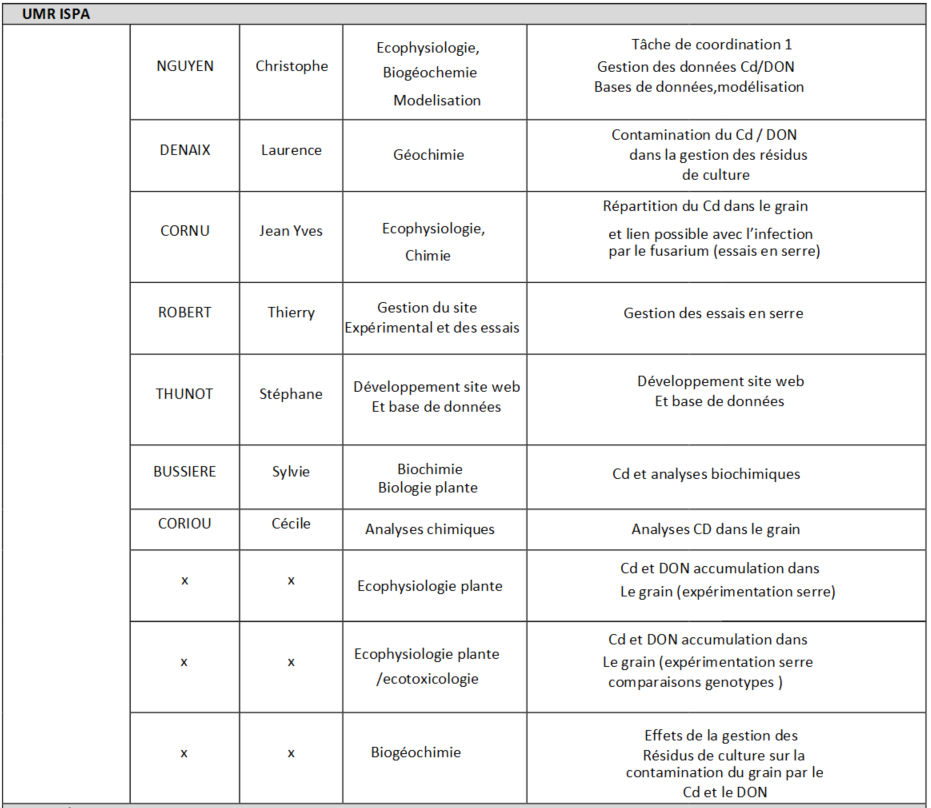 UMR ISPA
NGUYEN
Christophe
Ecophysiologie,
Biogéochemie
Modelisation
Tâche de coordination 1
Gestion des données Cd/DON
Bases de données,modélisation
DENAIX
Laurence
Géochimie
Contamination du Cd / DON
dans la gestion des résidus
de culture
CORNU
Jean Yves
Ecophysiologie,
Chimie
Répartition du Cd dans le grain
et lien possible avec l'infection
par le fusarium (essais en serre)
ROBERT
Thierry
Gestion du site
Expérimental et des essais
Gestion des essais en serre
THUNOT
Stéphane
Développement site web
Et base de données
Développement site web
Et base de données
BUSSIERE
Sylvie
Biochimie
Biologie plante
Cd et analyses biochimiques
CORIOU
Cécile
Analyses chimiques
Analyses CD dans le grain
x
x
Ecophysiologie plante
Cd et DON accumulation dans
Le grain (expérimentation serre)
x
x
Ecophysiologie plante
/ecotoxicologie
Cd et DON accumulation dans
Le grain (expérimentation serre
comparaisons genotypes )
x
x
Biogéochimie
Effets de la gestion des
Résidus de culture sur la
contamination du grain par le
Cd et le DON